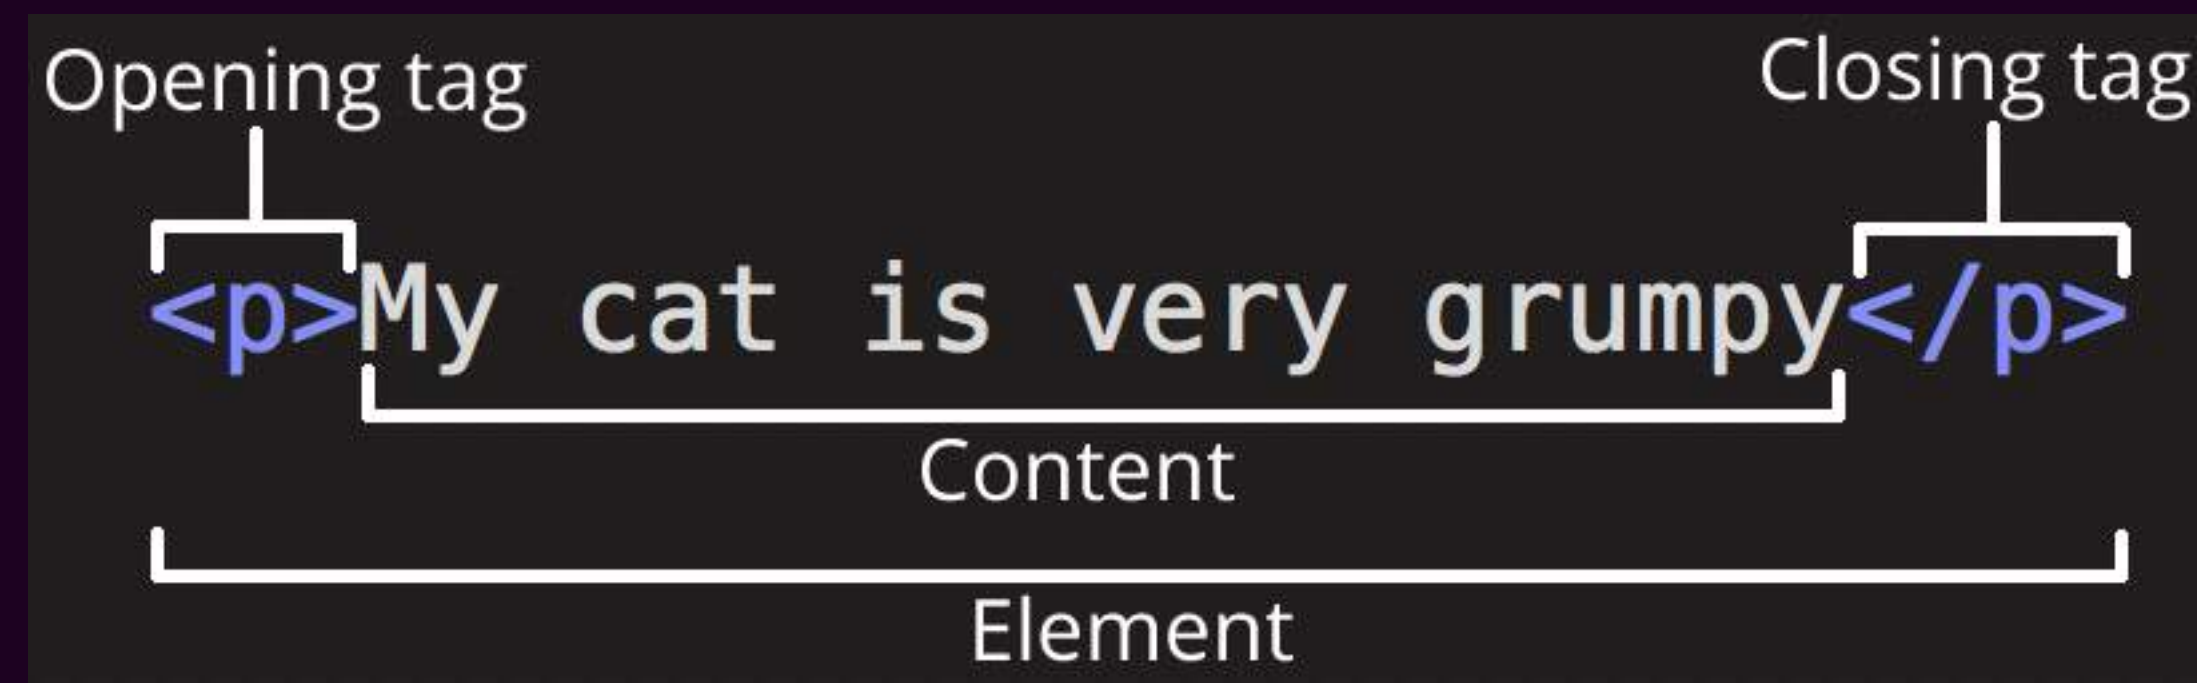 Opening tag
Closing tag
<p>My cat is very grumpy</p>
Content
Element